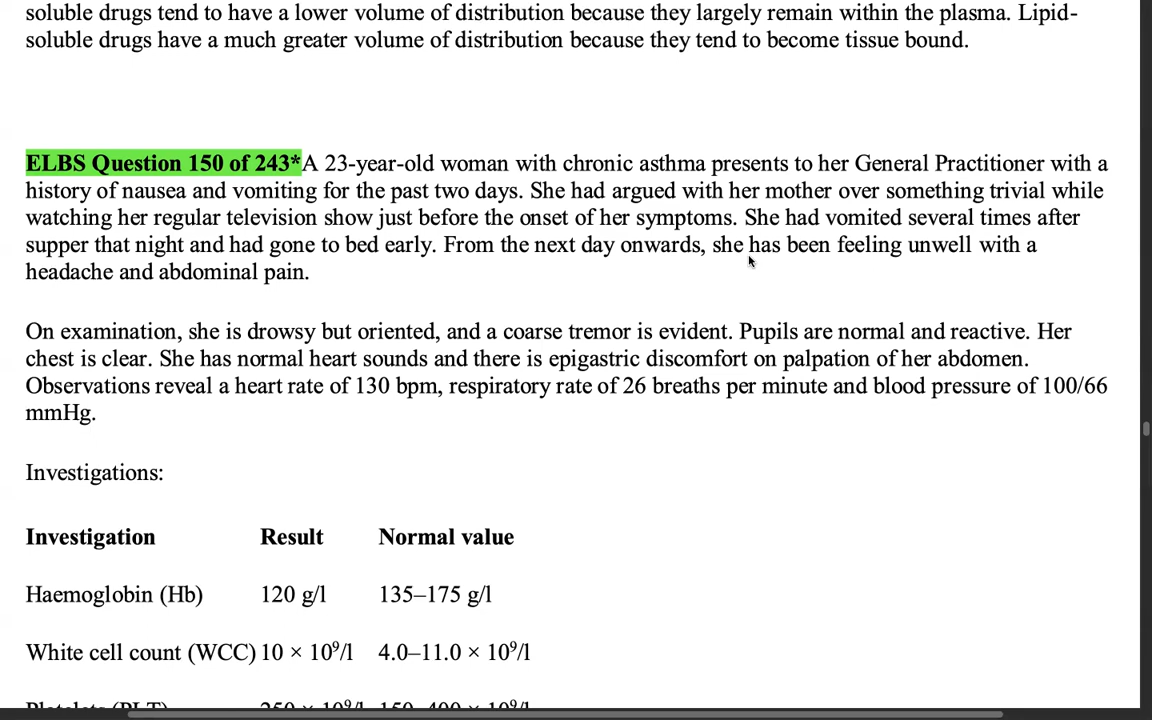 soluble drugs tend to have a lower volume of distribution because they largely remain within the plasma. Lipid-
soluble drugs have a much greater volume of distribution because they tend to become tissue bound.
ELBS Question 150 of 243*A 23-year-old woman with chronic asthma presents to her General Practitioner with a
history of nausea and vomiting for the past two days. She had argued with her mother over something trivial while
watching her regular television show just before the onset of her symptoms. She had vomited several times after
supper that night and had gone to bed early. From the next day onwards, she has been feeling unwell with a
headache and abdominal pain.
On examination, she is drowsy but oriented, and a coarse tremor is evident. Pupils are normal and reactive. Her
chest is clear. She has normal heart sounds and there is epigastric discomfort on palpation of her abdomen.
Observations reveal a heart rate of 130 bpm, respiratory rate of 26 breaths per minute and blood pressure of 100/66
mmHg.
Investigations:
Investigation Result Normal value
Haemoglobin (Hb) 120 g/l 135–175 g/l
White cell count (WCC) 10 × 10⁹/l 4.0–11.0 × 10⁹/l
Platelets (PLT) 250 × 10⁹/l 150–400 × 10⁹/l